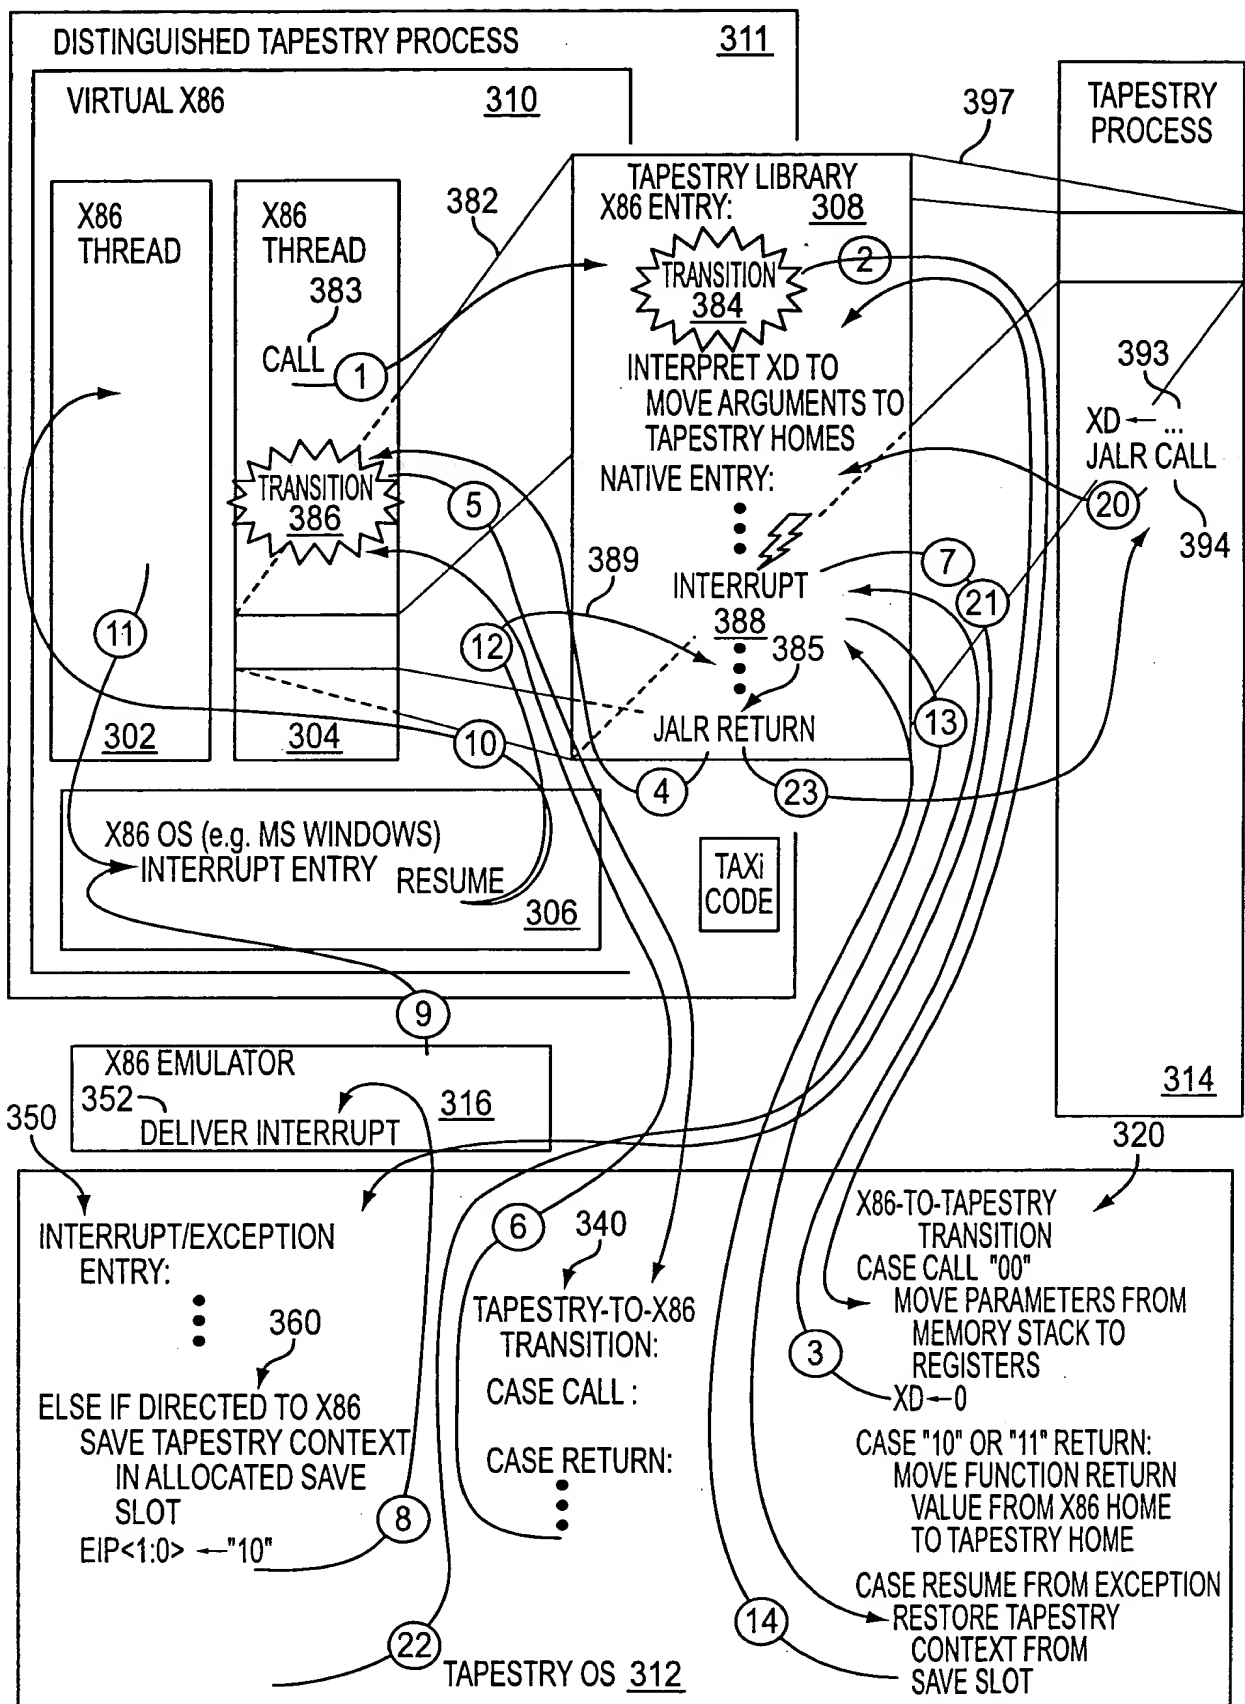 DISTINGUISHED TAPESTRY PROCESS
311
VIRTUAL X86
310
X86
THREAD
302
X86
THREAD
383
CALL
1
TRANSITION
386
304
382
5
11
12
389
10
4
23
TAPESTRY LIBRARY
X86 ENTRY:
308
TRANSITION
384
2
INTERPRET XD TO
MOVE ARGUMENTS TO
TAPESTRY HOMES
NATIVE ENTRY:
INTERRUPT
388
385
JALR RETURN
7
21
13
397
TAPESTRY
PROCESS
393
XD ← ...
JALR CALL
20
394
314
X86 OS (e.g. MS WINDOWS)
INTERRUPT ENTRY
RESUME
306
TAXi
CODE
9
X86 EMULATOR
352
316
DELIVER INTERRUPT
350
INTERRUPT/EXCEPTION
ENTRY:
360
ELSE IF DIRECTED TO X86
SAVE TAPESTRY CONTEXT
IN ALLOCATED SAVE
SLOT
EIP<1:0> ←"10"
8
22
6
340
TAPESTRY-TO-X86
TRANSITION:
CASE CALL :
CASE RETURN:
TAPESTRY OS 312
320
X86-TO-TAPESTRY
TRANSITION
CASE CALL "00"
MOVE PARAMETERS FROM
MEMORY STACK TO
REGISTERS
3
XD←0
CASE "10" OR "11" RETURN:
MOVE FUNCTION RETURN
VALUE FROM X86 HOME
TO TAPESTRY HOME
CASE RESUME FROM EXCEPTION
14
RESTORE TAPESTRY
CONTEXT FROM
SAVE SLOT